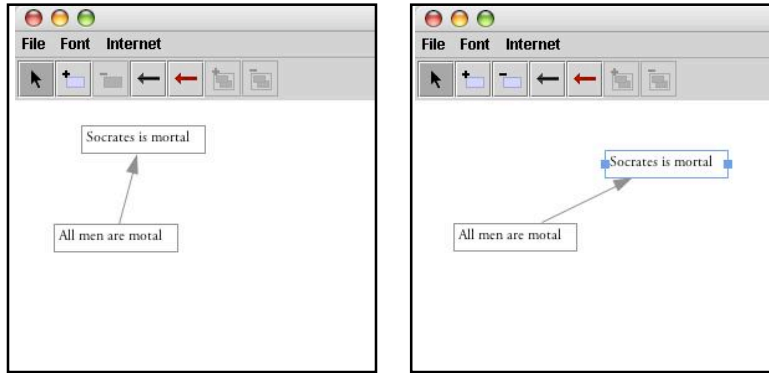 File Font Internet
Socrates is mortal
All men are motal
File Font Internet
Socrates is mortal
All men are motal